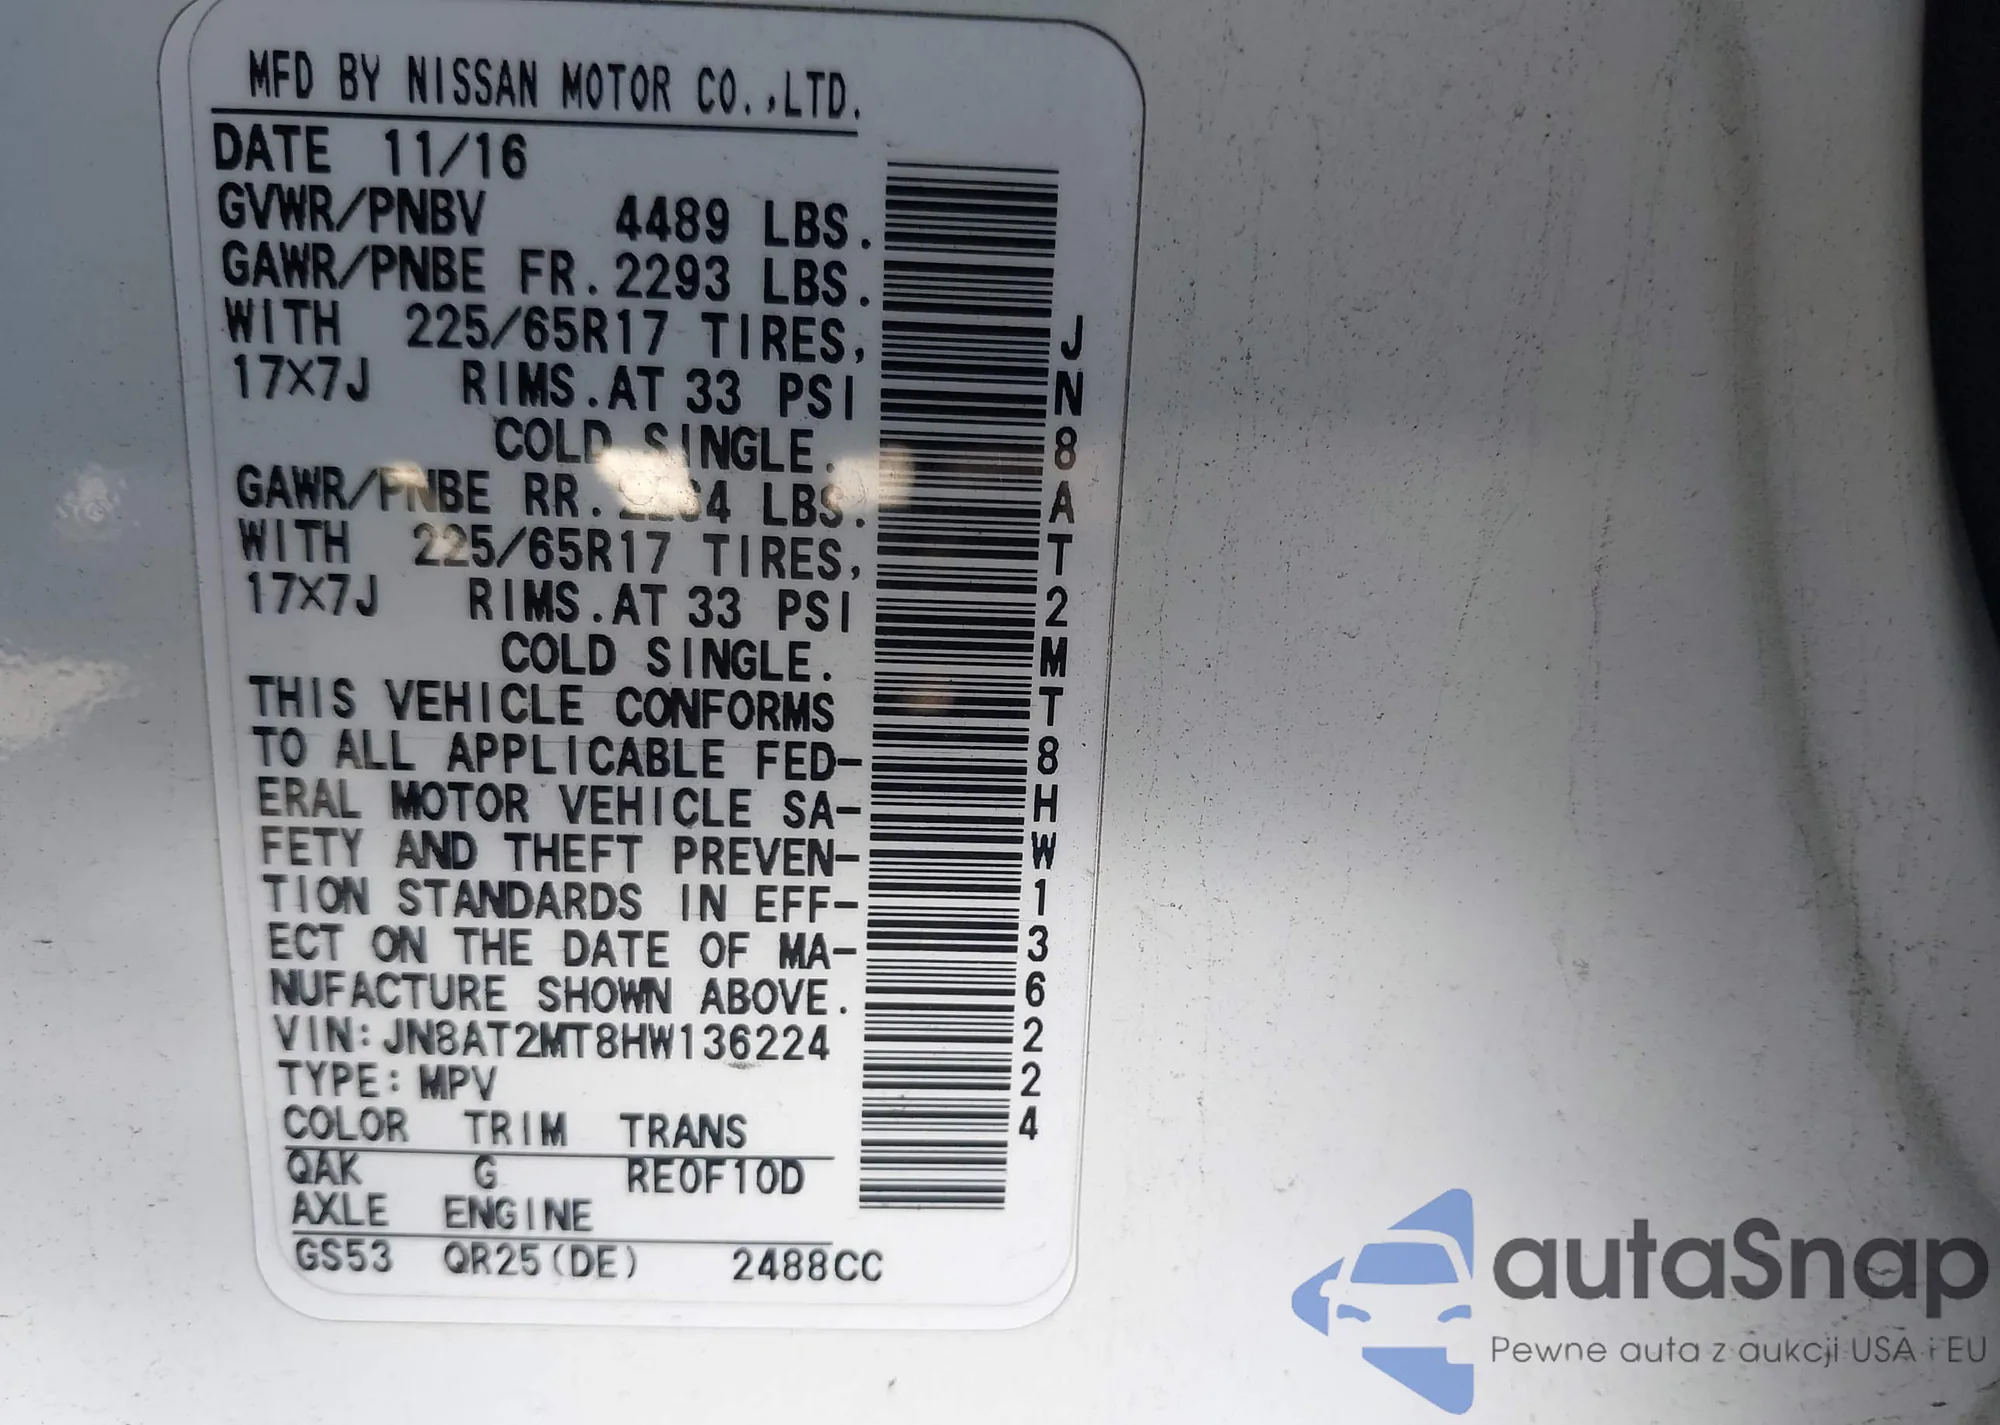 MFD BY NISSAN MOTOR CO.,LTD.
DATE 11/16
GVWR/PNBV 4489 LBS.
GAWR/PNBE FR.2293 LBS.
WITH 225/65R17 TIRES,
17X7J RIMS.AT 33 PSI
COLD SINGLE.
GAWR/PNBE RR. LBS.
WITH 225/65R17 TIRES,
17X7J RIMS.AT 33 PSI
COLD SINGLE.
THIS VEHICLE CONFORMS
TO ALL APPLICABLE FED-
ERAL MOTOR VEHICLE SA-
FETY AND THEFT PREVEN-
TION STANDARDS IN EFF-
ECT ON THE DATE OF MA-
NUFACTURE SHOWN ABOVE.
VIN:JN8AT2MT8HW136224
TYPE:MPV
COLOR TRIM TRANS
QAK G RE0F10D
AXLE ENGINE
GS53 QR25(DE) 2488CC
JN8AT2MT8HW136224
autaSnap
Pewne auta z aukcji USA i EU